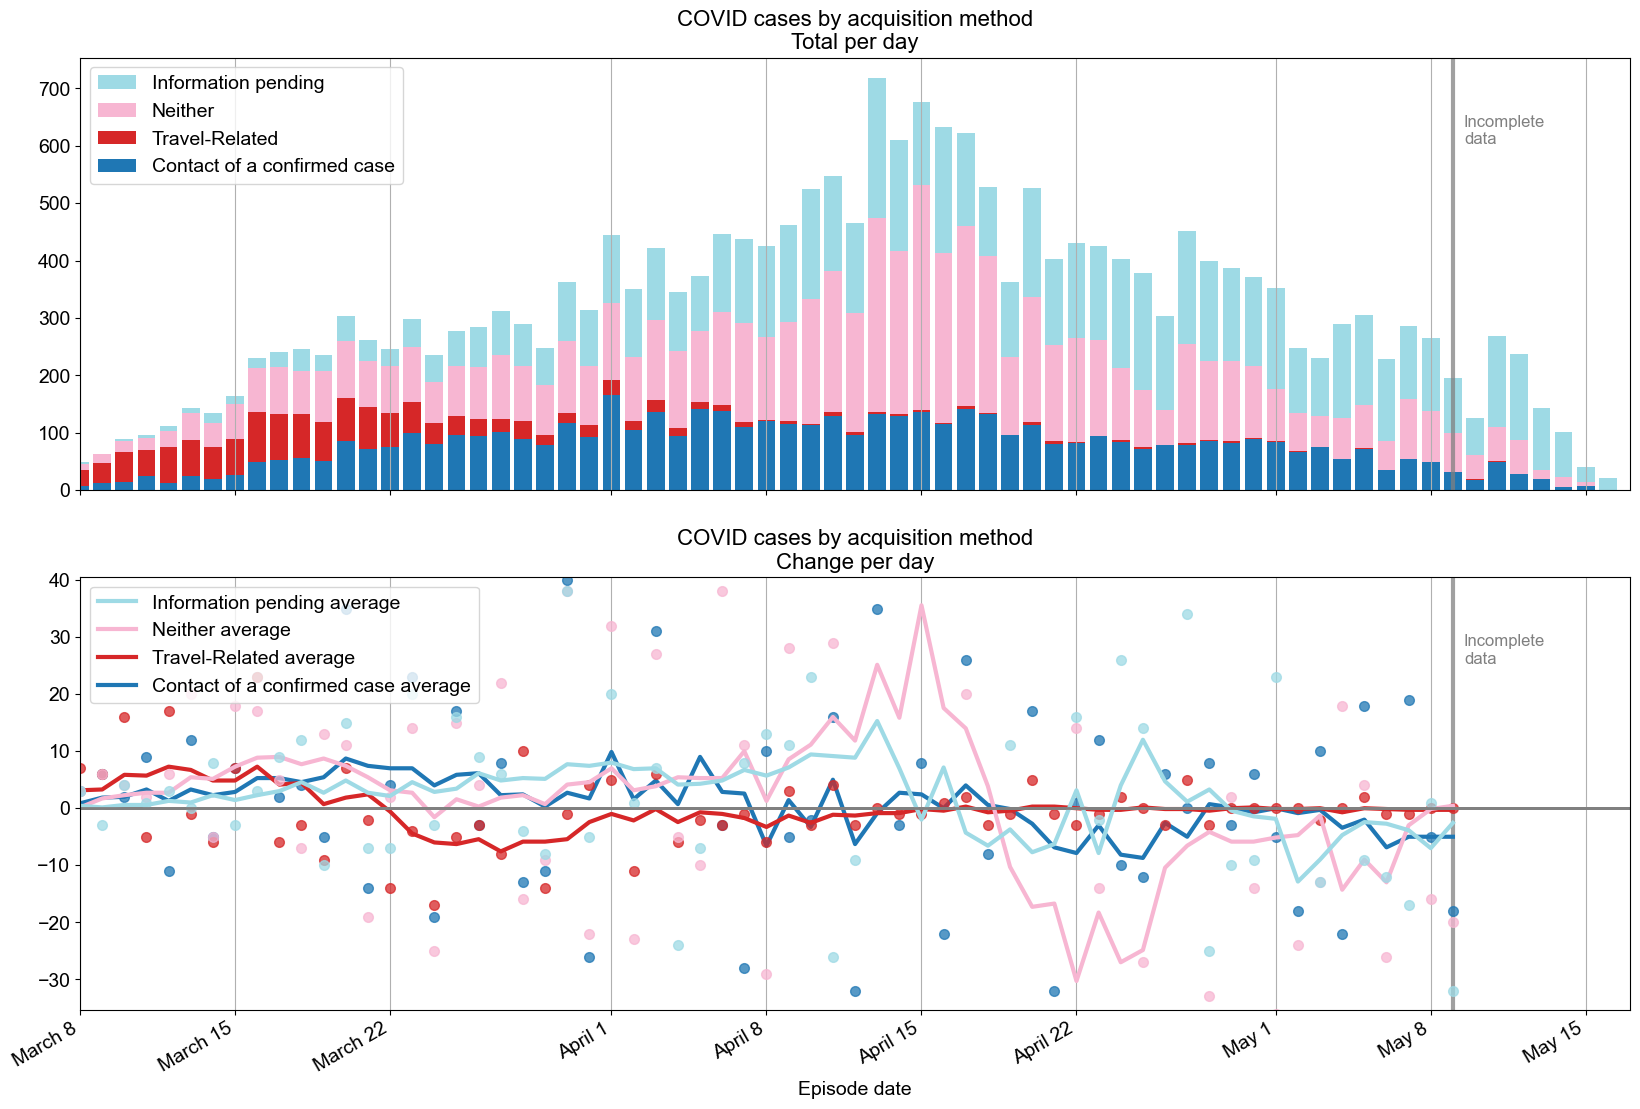 COVID cases by acquisition method
Total per day
Information pending
Neither
Travel-Related
Contact of a confirmed case
Incomplete
data
700
600
500
400
300
200
100
0
COVID cases by acquisition method
Change per day
Information pending average
Neither average
Travel-Related average
Contact of a confirmed case average
Incomplete
data
40
30
20
10
0
−10
−20
−30
March 8
March 15
March 22
April 1
April 8
April 15
April 22
May 1
May 8
May 15
Episode date